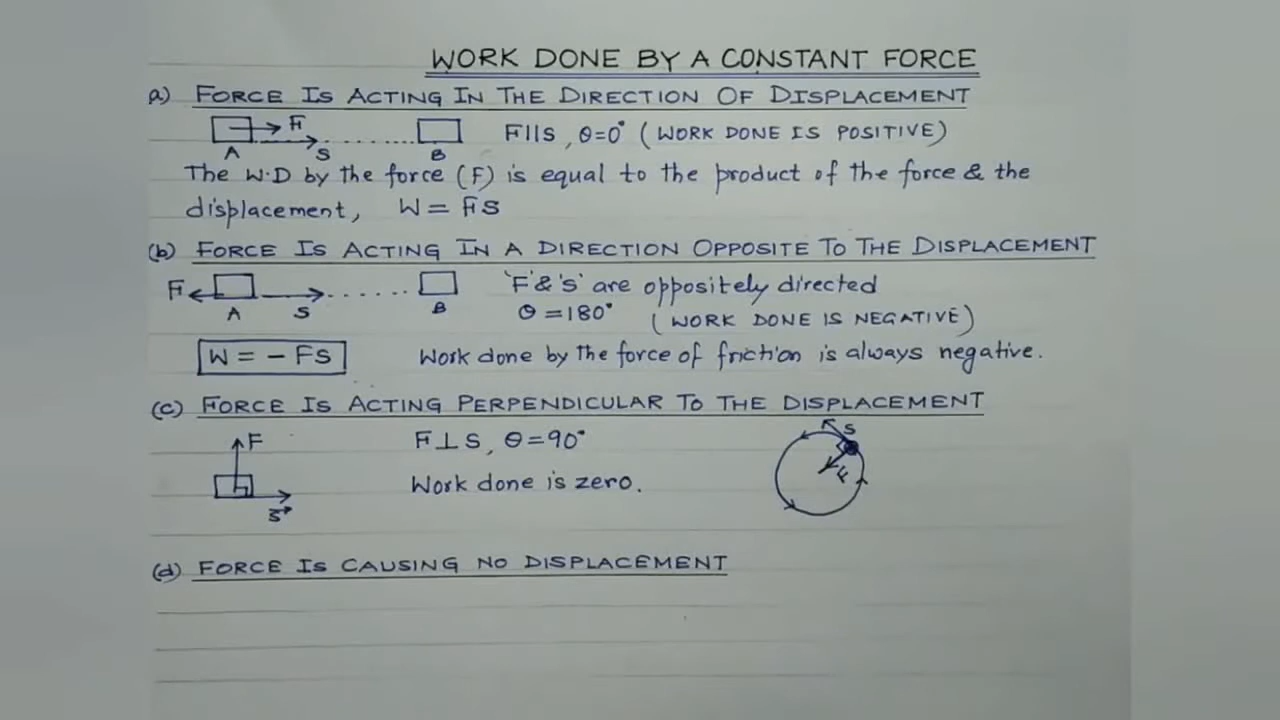 WORK DONE BY A CONSTANT FORCE
a) FORCE IS ACTING IN THE DIRECTION OF DISPLACEMENT
F
S
A
B
F||S, θ=0° (WORK DONE IS POSITIVE)
The W.D by the force (F) is equal to the product of the force & the
displacement, W = FS
(b) FORCE IS ACTING IN A DIRECTION OPPOSITE TO THE DISPLACEMENT
F
A
S
B
'F' & 's' are oppositely directed
θ = 180° (WORK DONE IS NEGATIVE)
W = - FS
Work done by the force of friction is always negative.
(c) FORCE IS ACTING PERPENDICULAR TO THE DISPLACEMENT
F
S
F⊥S, θ=90°
Work done is zero.
S
F
(d) FORCE IS CAUSING NO DISPLACEMENT